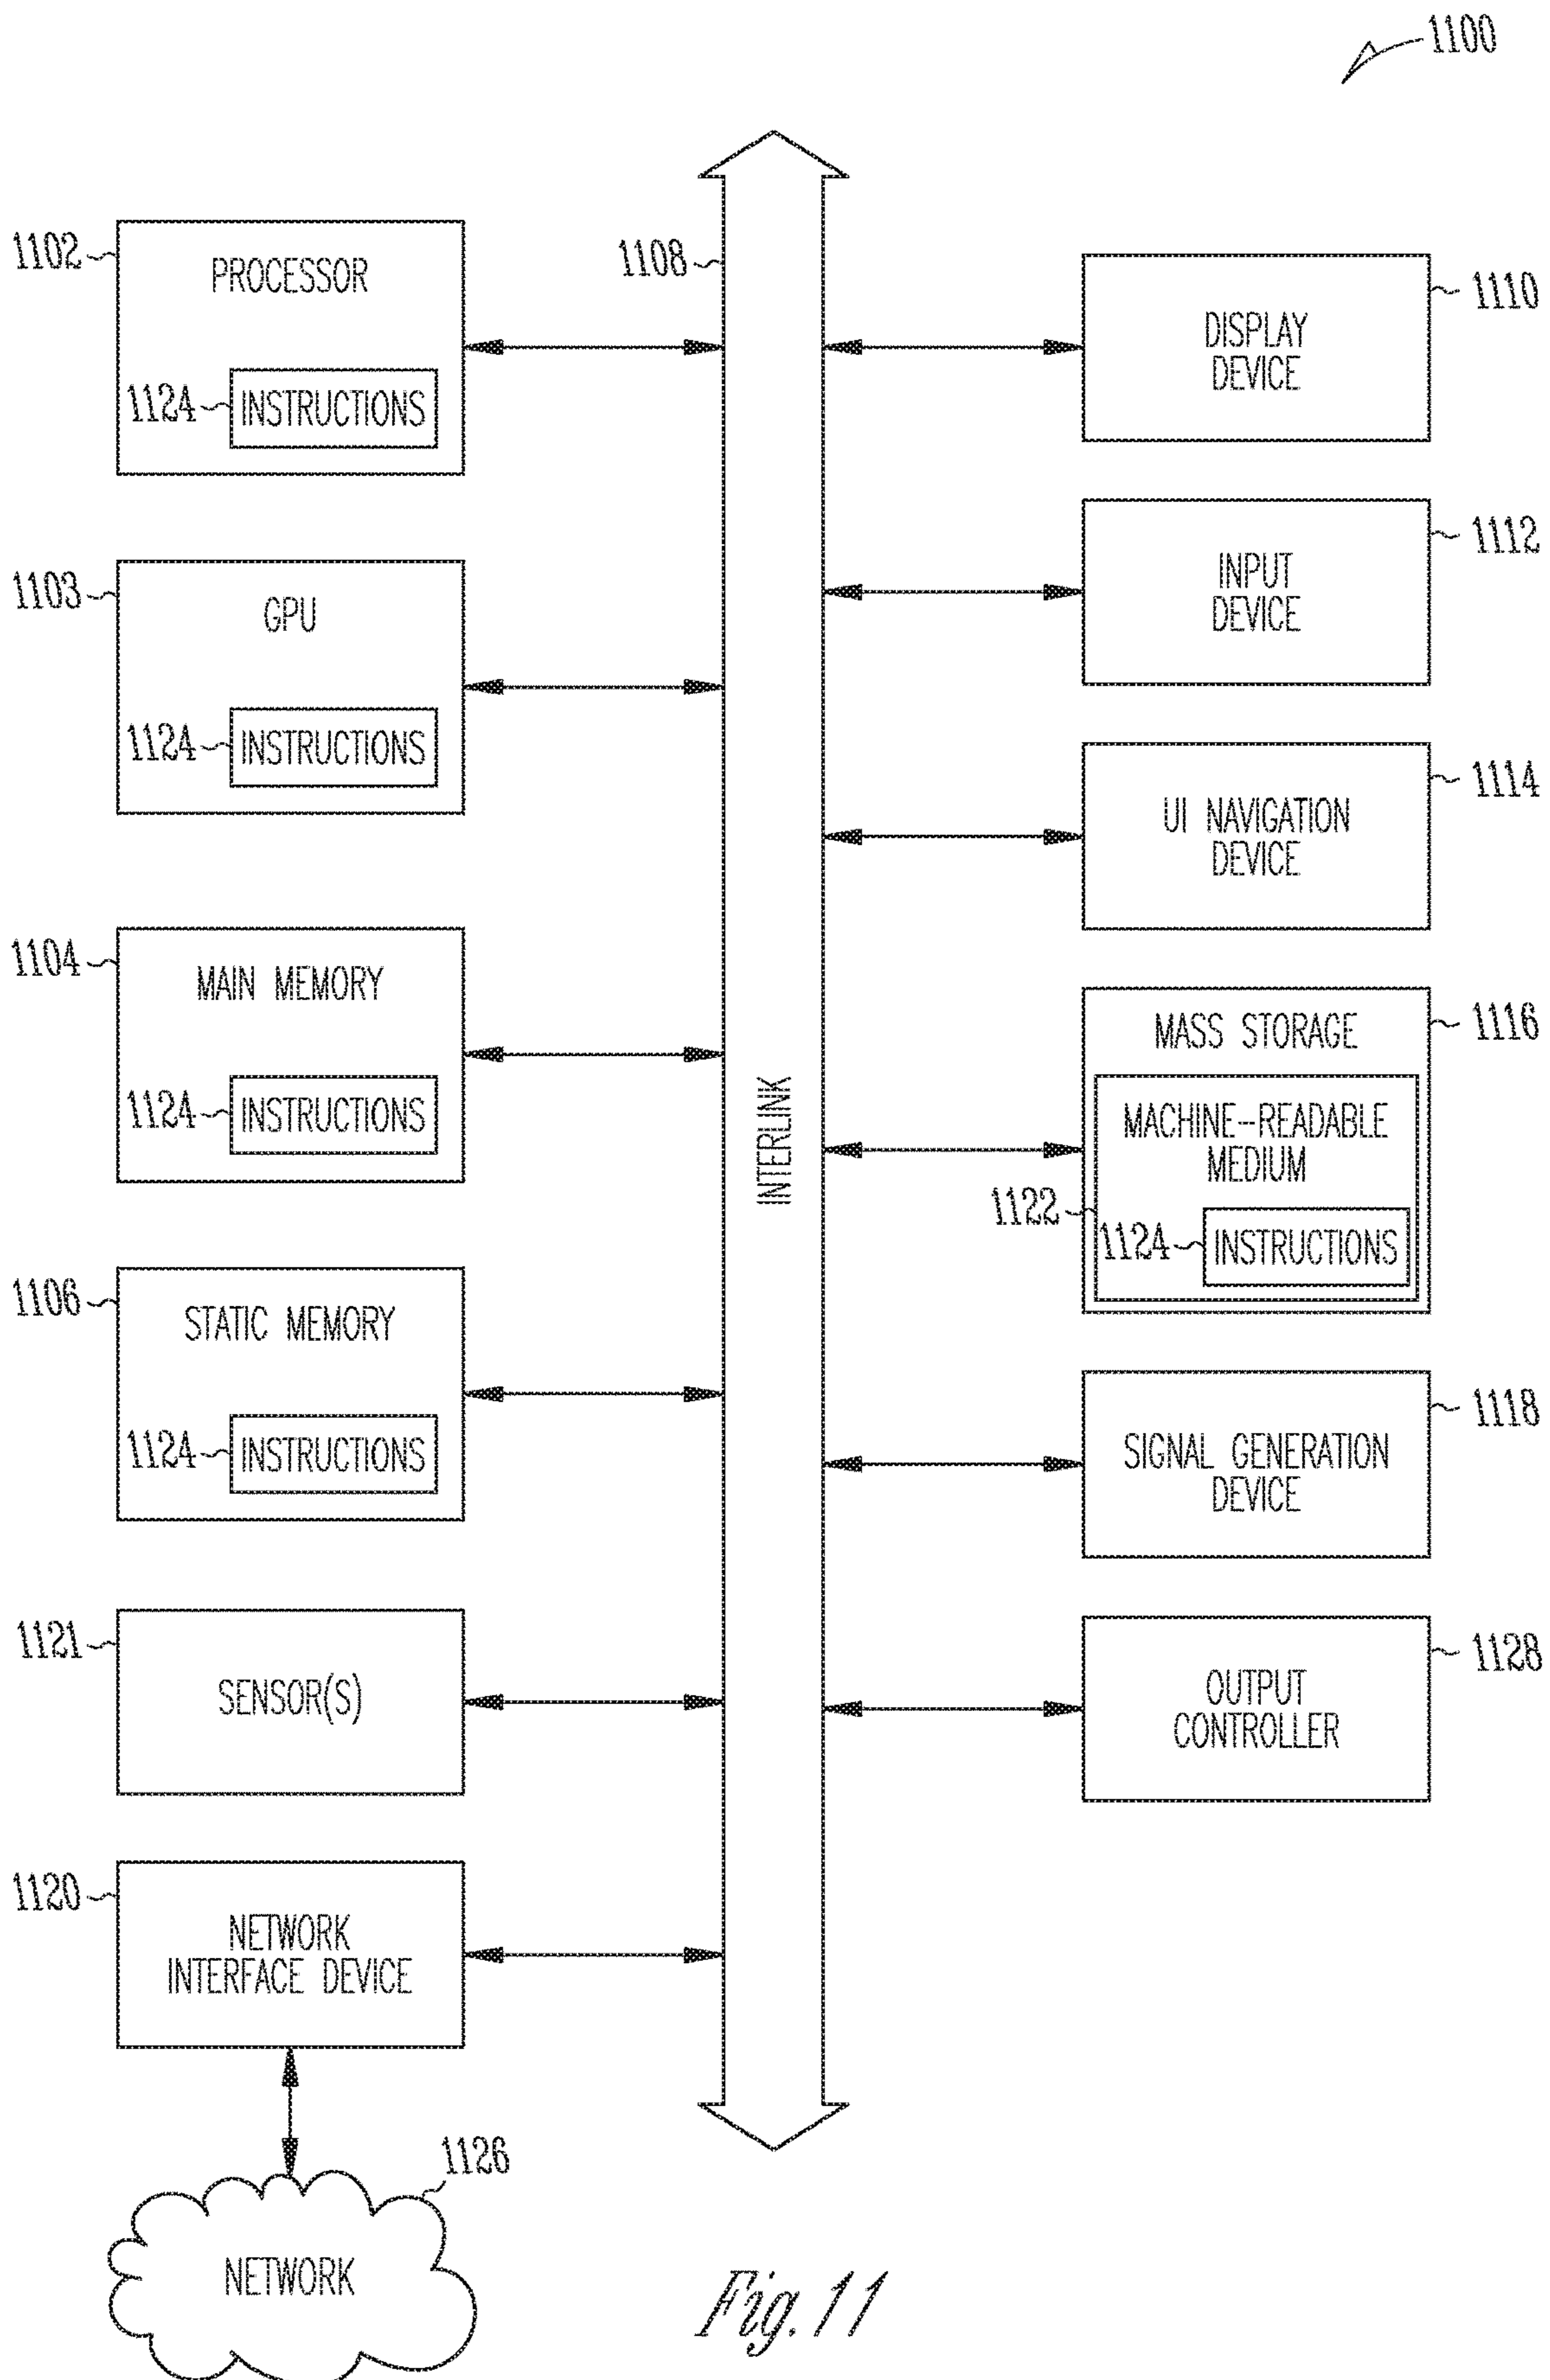 1100
1102
PROCESSOR
1124
INSTRUCTIONS
1103
GPU
1124
INSTRUCTIONS
1104
MAIN MEMORY
1124
INSTRUCTIONS
1106
STATIC MEMORY
1124
INSTRUCTIONS
1121
SENSOR(S)
1120
NETWORK
INTERFACE DEVICE
1126
NETWORK
1108
INTERLINK
1110
DISPLAY
DEVICE
1112
INPUT
DEVICE
1114
UI NAVIGATION
DEVICE
1116
MASS STORAGE
MACHINE-READABLE
MEDIUM
1122
1124
INSTRUCTIONS
1118
SIGNAL GENERATION
DEVICE
1128
OUTPUT
CONTROLLER
Fig. 11